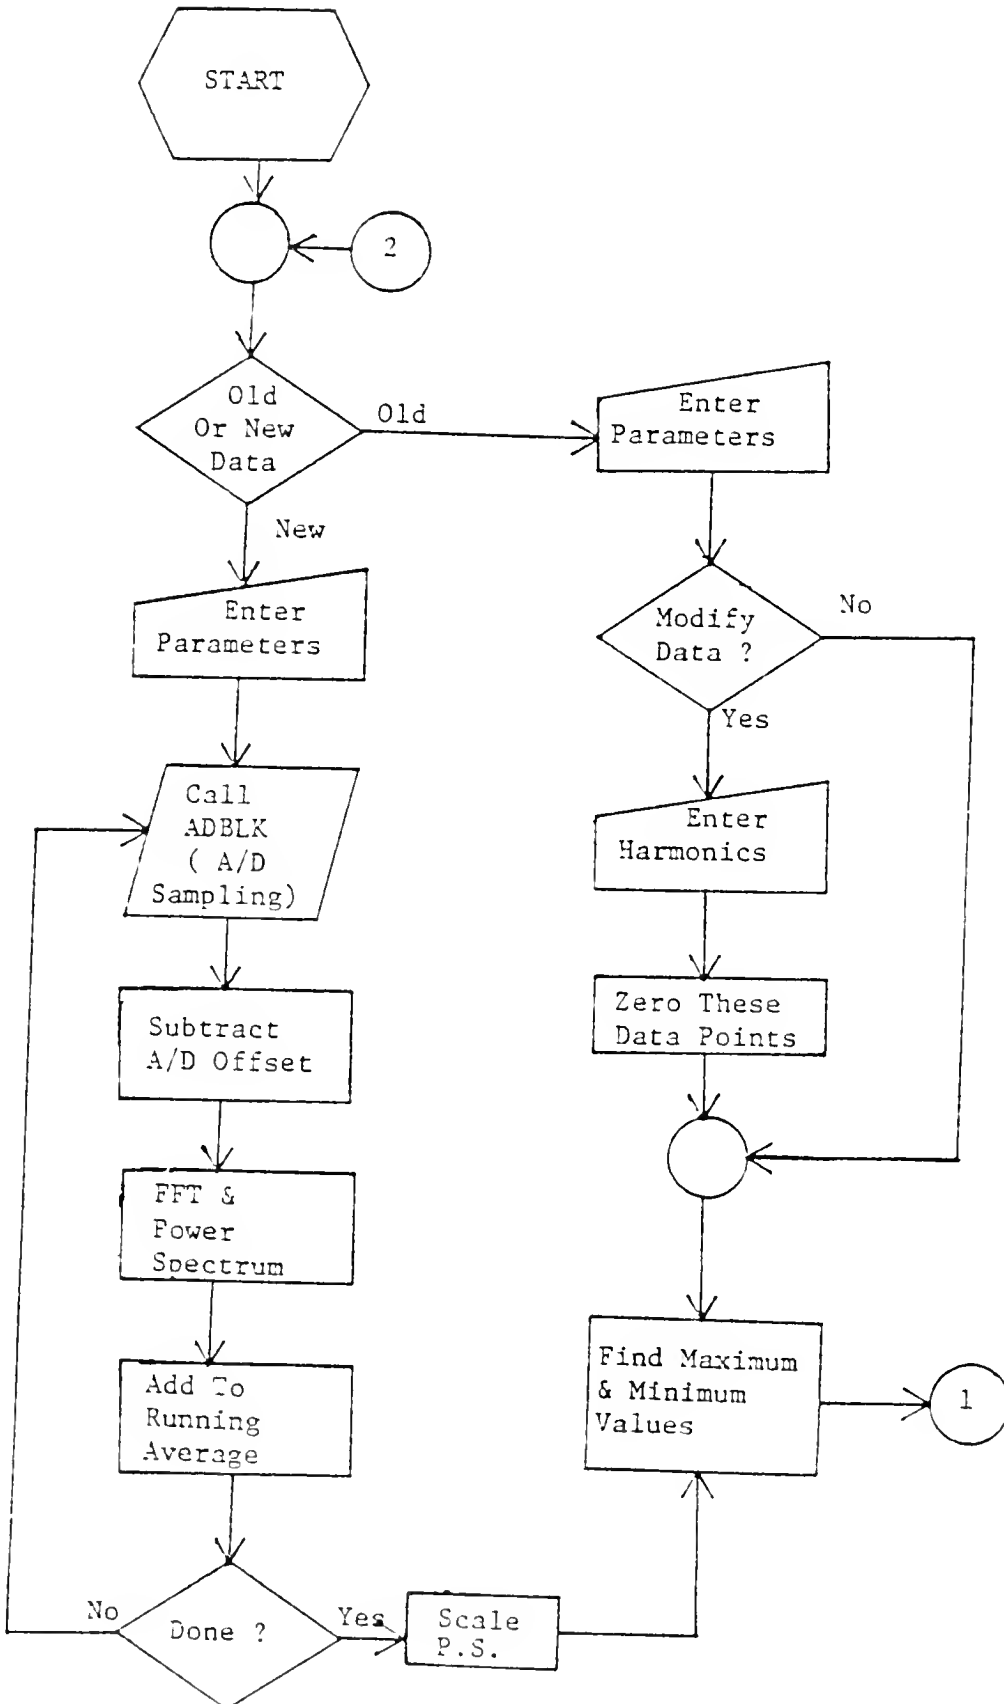 START
2
Old
Or New
Data
Old
New
Enter
Parameters
Enter
Parameters
Modify
Data ?
No
Yes
Enter
Harmonics
Zero These
Data Points
Call
ADBLK
( A/D
Sampling)
Subtract
A/D Offset
FFT &
Power
Spectrum
Add To
Running
Average
Done ?
No
Yes
Scale
P.S.
Find Maximum
& Minimum
Values
1